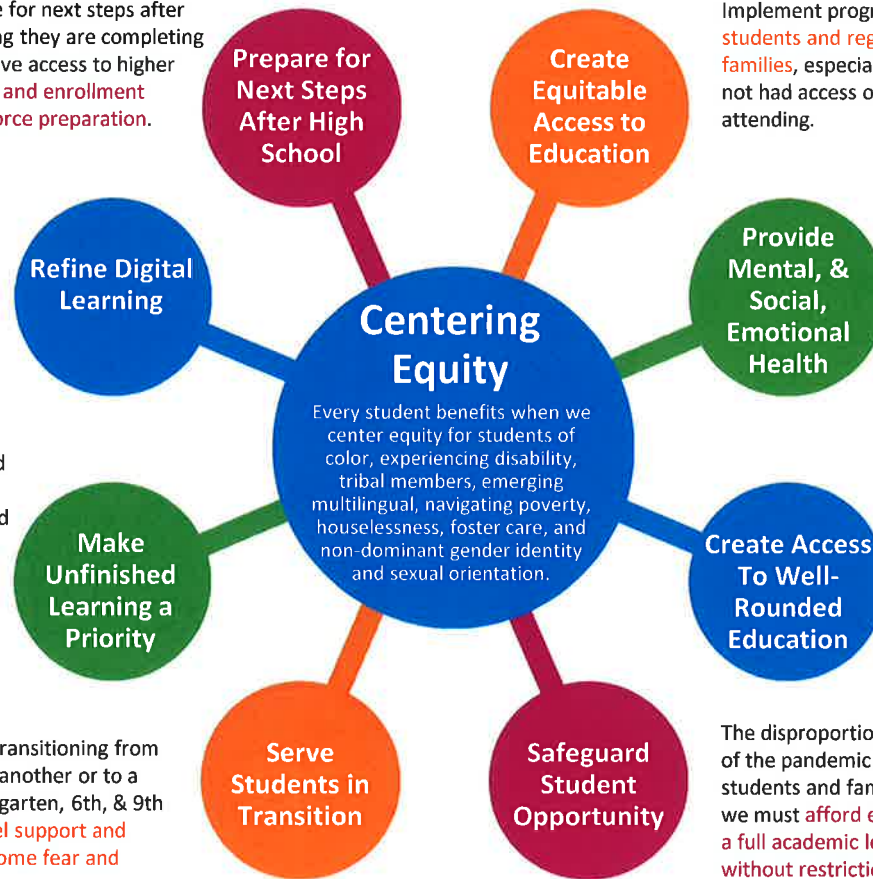 e for next steps after
g they are completing
ve access to higher
and enrollment
rce preparation.
Prepare for
Next Steps
After High
School
Create
Equitable
Access to
Education
Implement progr
students and reg
families, especia
not had access o
attending.
Refine Digital
Learning
Provide
Mental, &
Social,
Emotional
Health
Centering
Equity
Every student benefits when we
center equity for students of
color, experiencing disability,
tribal members, emerging
multilingual, navigating poverty,
houselessness, foster care, and
non-dominant gender identity
and sexual orientation.
d
d
Make
Unfinished
Learning a
Priority
Create Access
To Well-
Rounded
Education
ransitioning from
another or to a
garten, 6th, & 9th
el support and
ome fear and
Serve
Students in
Transition
Safeguard
Student
Opportunity
The disproportio
of the pandemic
students and fam
we must afford e
a full academic le
without restrictio